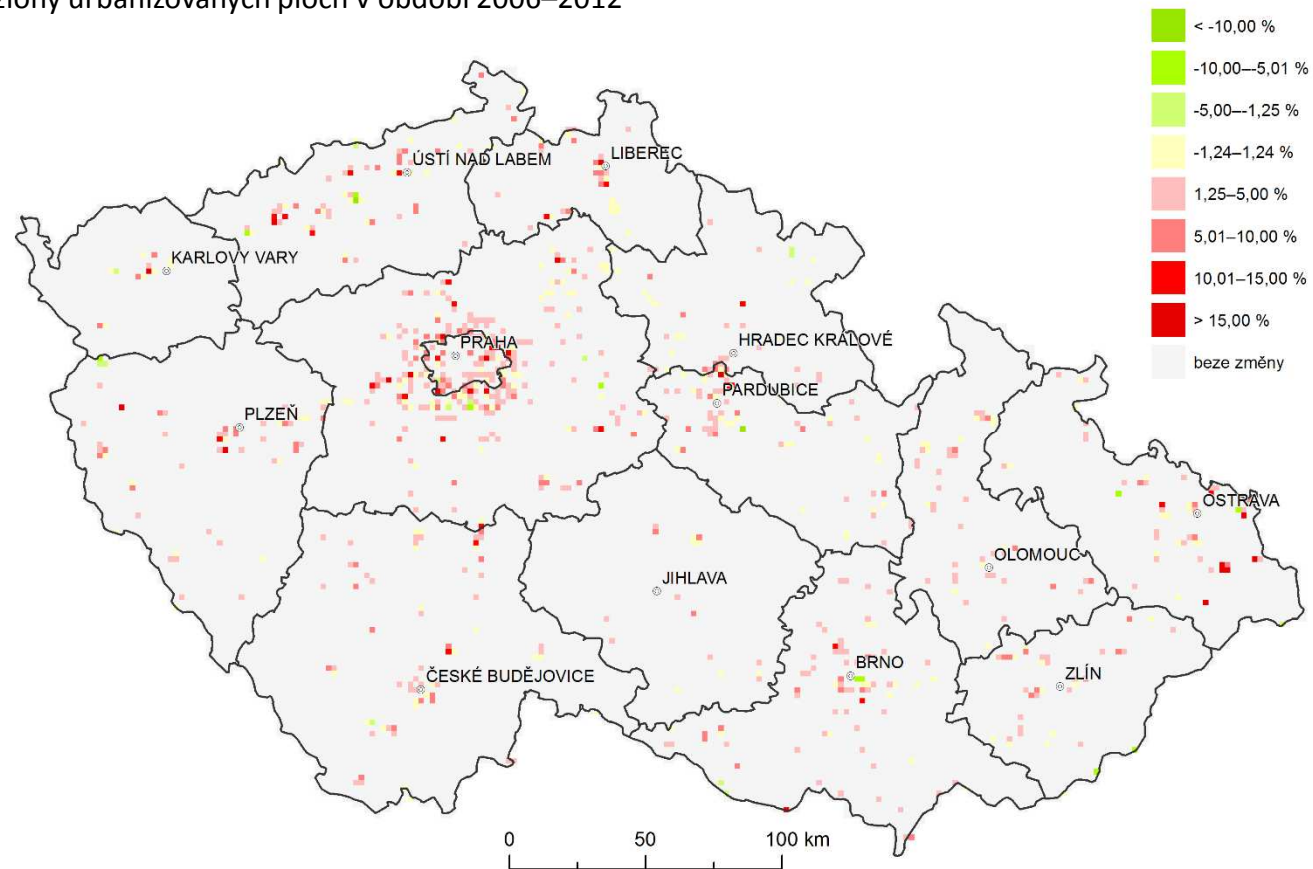 urbanizovaných ploch v období 2006–2012
< -10,00 %
-10,00–-5,01 %
-5,00–-1,25 %
-1,24–1,24 %
1,25–5,00 %
5,01–10,00 %
10,01–15,00 %
> 15,00 %
beze změny
ÚSTÍ NAD LABEM
LIBEREC
KARLOVY VARY
PRAHA
HRADEC KRÁLOVÉ
PARDUBICE
PLZEŇ
OSTRAVA
OLOMOUC
JIHLAVA
BRNO
ZLÍN
ČESKÉ BUDĚJOVICE
0 50 100 km